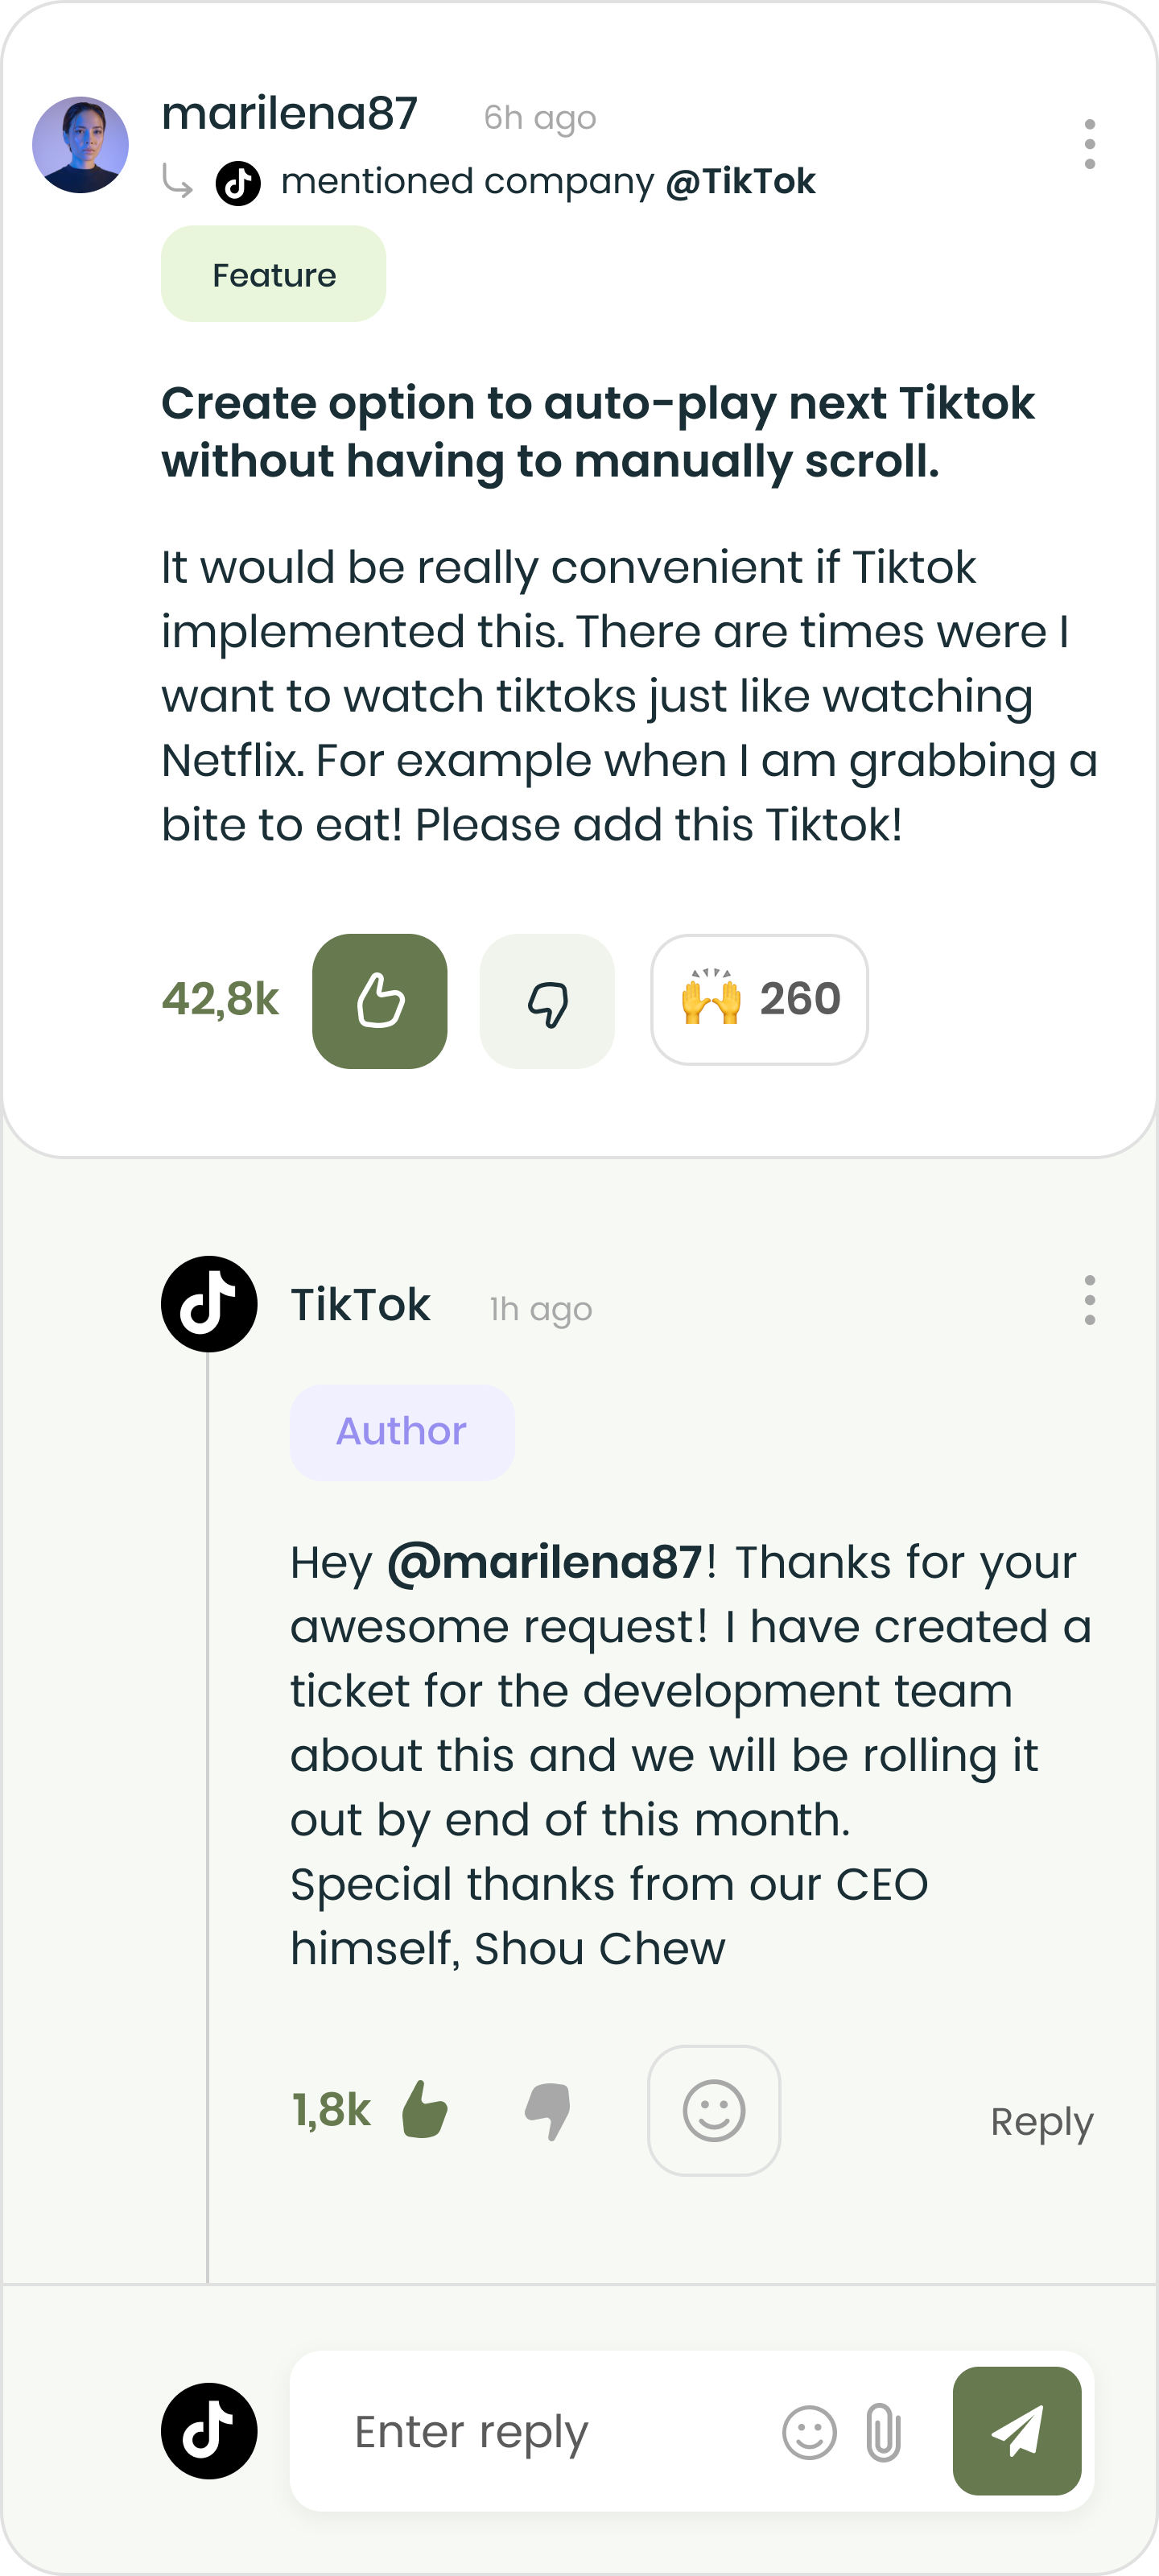 marilena87 6h ago
mentioned company @TikTok
Feature
Create option to auto-play next Tiktok
without having to manually scroll.
It would be really convenient if Tiktok
implemented this. There are times were I
want to watch tiktoks just like watching
Netflix. For example when I am grabbing a
bite to eat! Please add this Tiktok!
42,8k 260
TikTok 1h ago
Author
Hey @marilena87! Thanks for your
awesome request! I have created a
ticket for the development team
about this and we will be rolling it
out by end of this month.
Special thanks from our CEO
himself, Shou Chew
1,8k Reply
Enter reply